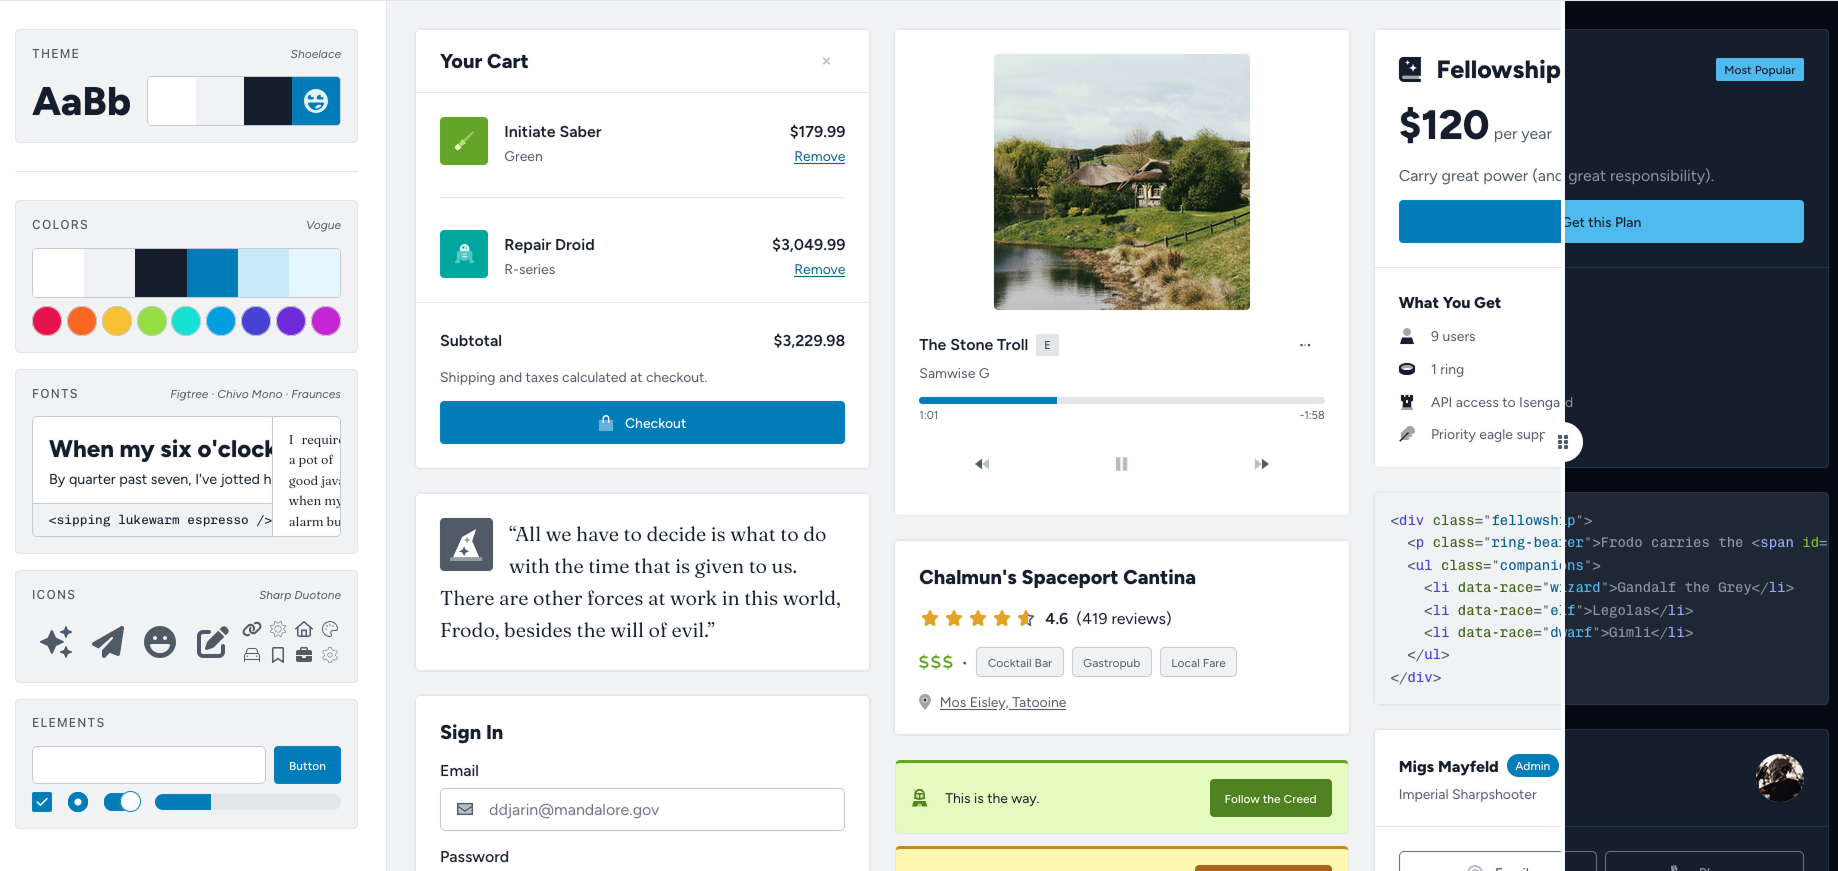 THEME
Shoelace
AaBb
COLORS
Vogue
FONTS
Figtree · Chivo Mono · Fraunces
When my six o'clock
By quarter past seven, I've jotted h
<sipping lukewarm espresso />
I require
a pot of
good java
when my
alarm bu
ICONS
Sharp Duotone
ELEMENTS
Button
Your Cart
×
Initiate Saber
$179.99
Green
Remove
Repair Droid
$3,049.99
R-series
Remove
Subtotal
$3,229.98
Shipping and taxes calculated at checkout.
Checkout
“All we have to decide is what to do
with the time that is given to us.
There are other forces at work in this world,
Frodo, besides the will of evil.”
Sign In
Email
ddjarin@mandalore.gov
Password
The Stone Troll
E
Samwise G
1:01
-1:58
Chalmun's Spaceport Cantina
4.6 (419 reviews)
$$$ ·
Cocktail Bar
Gastropub
Local Fare
Mos Eisley, Tatooine
This is the way.
Follow the Creed
Fellowship
Most Popular
$120 per year
Carry great power (and great responsibility).
Get this Plan
What You Get
9 users
1 ring
API access to Isengard
Priority eagle supp
<div class="fellowship">
<p class="ring-bearer">Frodo carries the <span id=
<ul class="companions">
<li data-race="wizard">Gandalf the Grey</li>
<li data-race="elf">Legolas</li>
<li data-race="dwarf">Gimli</li>
</ul>
</div>
Migs Mayfeld
Admin
Imperial Sharpshooter